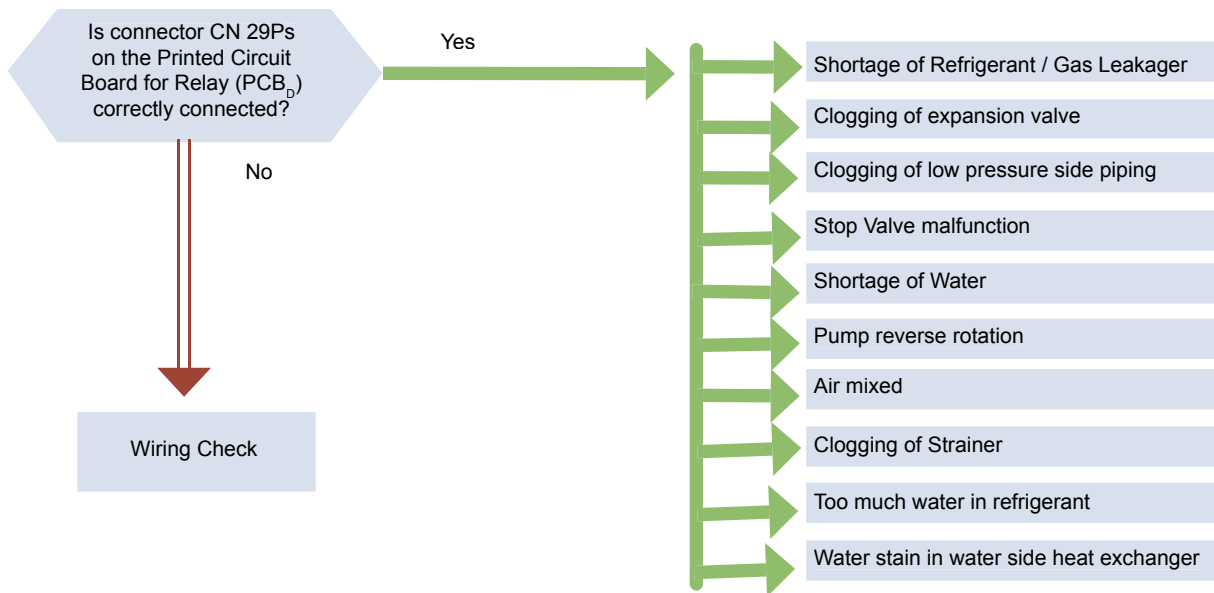 Is connector CN 29Ps
on the Printed Circuit
Board for Relay (PCB_D)
correctly connected?
Yes
No
Wiring Check
Shortage of Refrigerant / Gas Leakager
Clogging of expansion valve
Clogging of low pressure side piping
Stop Valve malfunction
Shortage of Water
Pump reverse rotation
Air mixed
Clogging of Strainer
Too much water in refrigerant
Water stain in water side heat exchanger